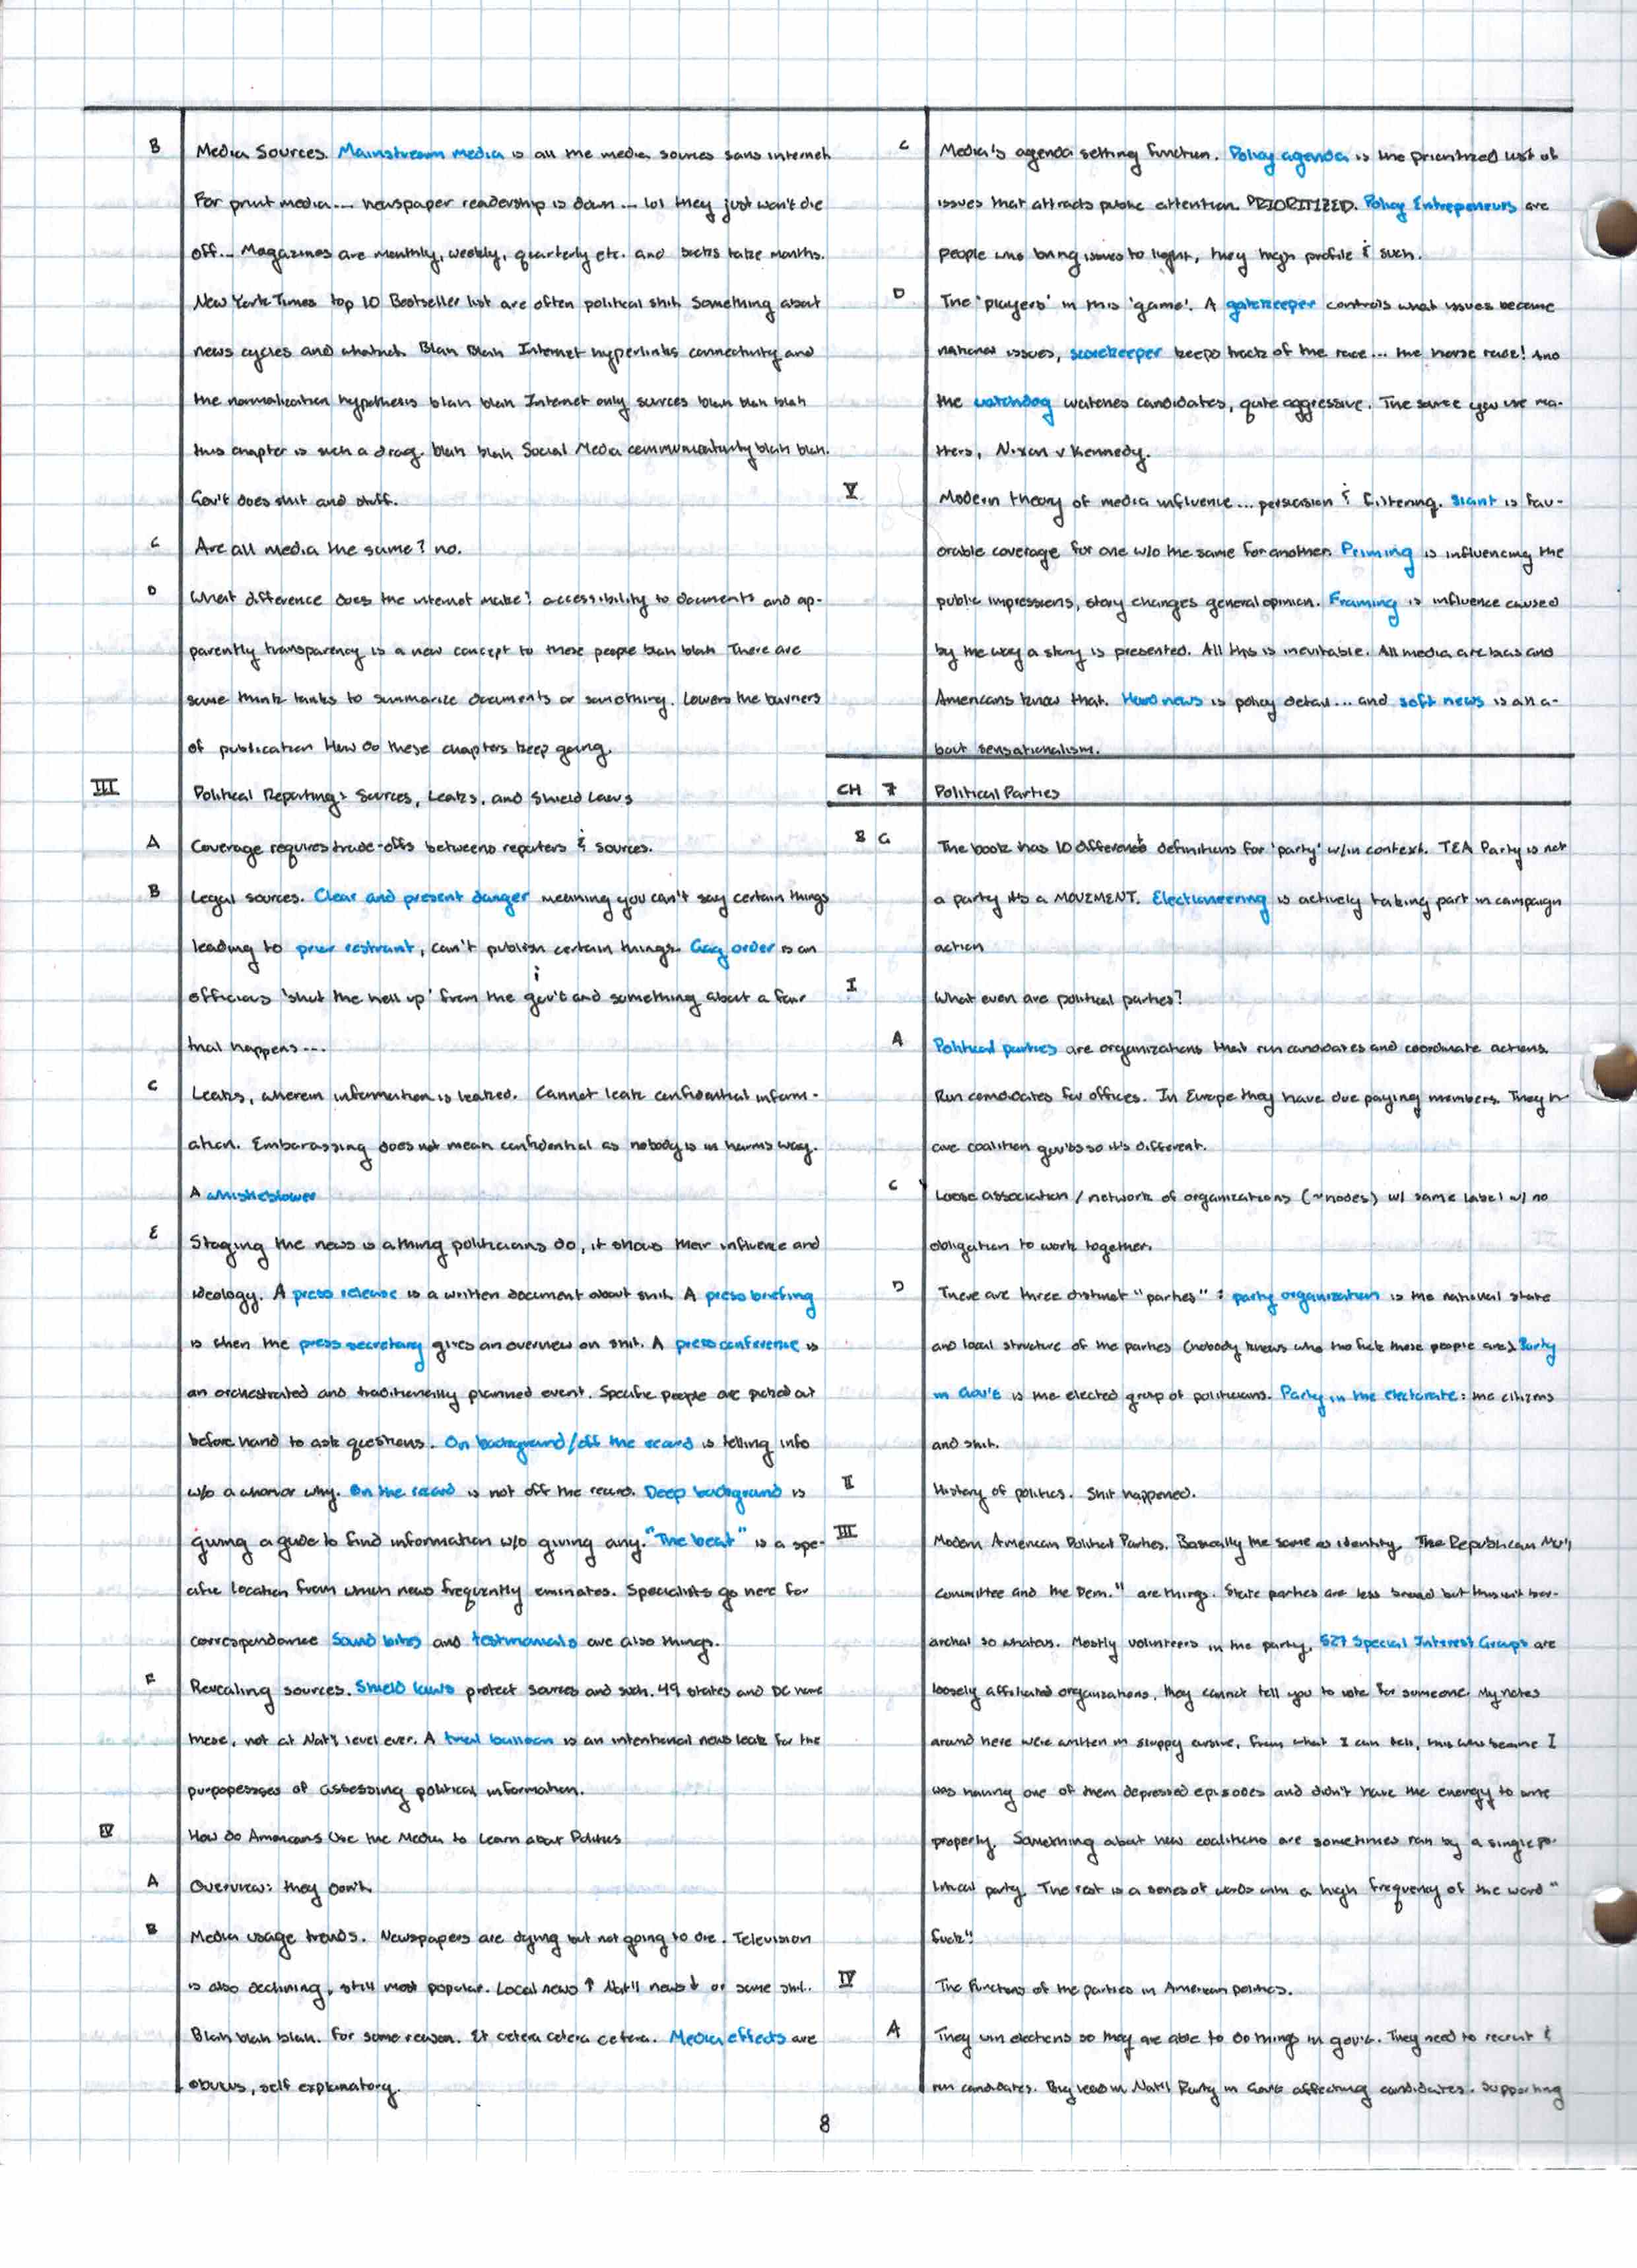 B Media Sources. Mainstream media is all the media sources sans internet.
For print media... newspaper readership is down... lol they just won't die
off... Magazines are monthly, weekly, quarterly etc. and books take months.
New York Times top 10 Bestseller list are often political shit. Something about
news cycles and whatnot. Blah Blah Internet hyperlinks connectivity and
the normalization hypothesis blah blah Internet only sources blah blah blah
this chapter is such a drag. blah blah Social Media blah blah.
Gov't does shit and stuff.
C Are all media the same? no.
D What difference does the internet make? accessibility to documents and ap-
parently transparency is a new concept to these people blah blah There are
some think tanks to summarize documents or something. Lowers the barriers
of publication How do these chapters keep going.
III Political Reporting: Sources, Leaks, and Shield Laws
A Coverage requires trade-offs betweens reporters & sources.
B Legal sources. Clear and present danger meaning you can't say certain things
leading to prior restraint, can't publish certain things. Gag order is an
officious 'shut the hell up' from the gov't and something about a fair
trial happens...
C Leaks, wherein information is leaked. Cannot leak confidential inform-
ation. Embarassing does not mean confidential as nobody is in harms way.
A whistleblower
E Staging the news is a thing politicians do, it shows their influence and
ideology. A press release is a written document about shit. A press briefing
is when the press secretary gives an overview on shit. A press conference is
an orchestrated and traditionally planned event. Specific people are picked out
before hand to ask questions. On background/off the record is telling info
w/o a who nor why. On the record is not off the record. Deep background is
giving a guide to find information w/o giving any. "The beat" is a spe-
cific location from which news frequently eminates. Specialists go here for
correspondance Sound bites and testimonials are also things.
F Revealing sources. Shield laws protect sources and such. 49 states and DC have
these, not at Nat'l level ever. A trial balloon is an intentional news leak for the
purpopesses of assessing political information.
IV How do Americans Use the Media to Learn about Politics
A Overview: they don't.
B Media usage trends. Newspapers are dying but not going to die. Television
is also declining, still most popular. Local news ↑ Nat'l news ↓ or some shit.
Blah blah blah. For some reason. Et cetera cetera cetera. Media effects are
obvius, self explanatory.
C Media's agenda setting function. Policy agenda is the prioritized list of
issues that attracts public attention. PRIORITIZED. Policy Entrepeneurs are
people who bring issues to light, they high profile & such.
D The 'players' in this 'game'. A gatekeeper controls what issues become
national issues, scorekeeper keeps track of the race... the horse race! And
the watchdog watches candidates, quite aggressive. The source you use ma-
tters, Nixon v Kennedy.
V Modern theory of media influence... persuasion & filtering. Slant is fav-
orable coverage for one w/o the same for another. Priming is influencing the
public impressions, story changes general opinion. Framing is influence caused
by the way a story is presented. All this is inevitable. All media are bias and
Americans know that. Hard news is policy detail... and soft news is all a-
bout sensationalism.
CH 7 Political Parties
BG The book has 10 different definitions for 'party' w/in context. TEA Party is not
a party it's a MOVEMENT. Electioneering is actively taking part in campaign
action
I What even are political parties?
A Political parties are organizations that run candidates and coordinate actions.
Run candidates for offices. In Europe they have due paying members. They h-
ave coalition gov'ts so it's different.
C Loose association / network of organizations (~nodes) w/ same label w/ no
obligation to work together.
D There are three distinct "parties" : party organization is the national state
and local structure of the parties (nobody knows who the fuck these people are) Party
in Gov't is the elected group of politicians. Party in the electorate: the citizens
and shit.
II History of politics. Shit happened.
III Modern American Political Parties. Basically the same as identity. The Republican Nat'l
Committee and the Dem. " are things. State parties are less broad but this isn't hier-
archal so whatevs. Mostly volunteers in the party. 527 Special Interest Groups are
loosely affiliated organizations, they cannot tell you to vote for someone. My notes
around here were written in sloppy cursive, from what I can tell, this was because I
was having one of them depressed episodes and didn't have the energy to write
properly. Something about how coalitions are sometimes ran by a single po-
litical party. The rest is a series of words with a high frequency of the word "
fuck".
IV The functions of the parties in American politics.
A They win elections so they are able to do things in gov't. They need to recruit &
run candidates. Big lead in Nat'l Party in Gov't affecting candidates. Supporting
8